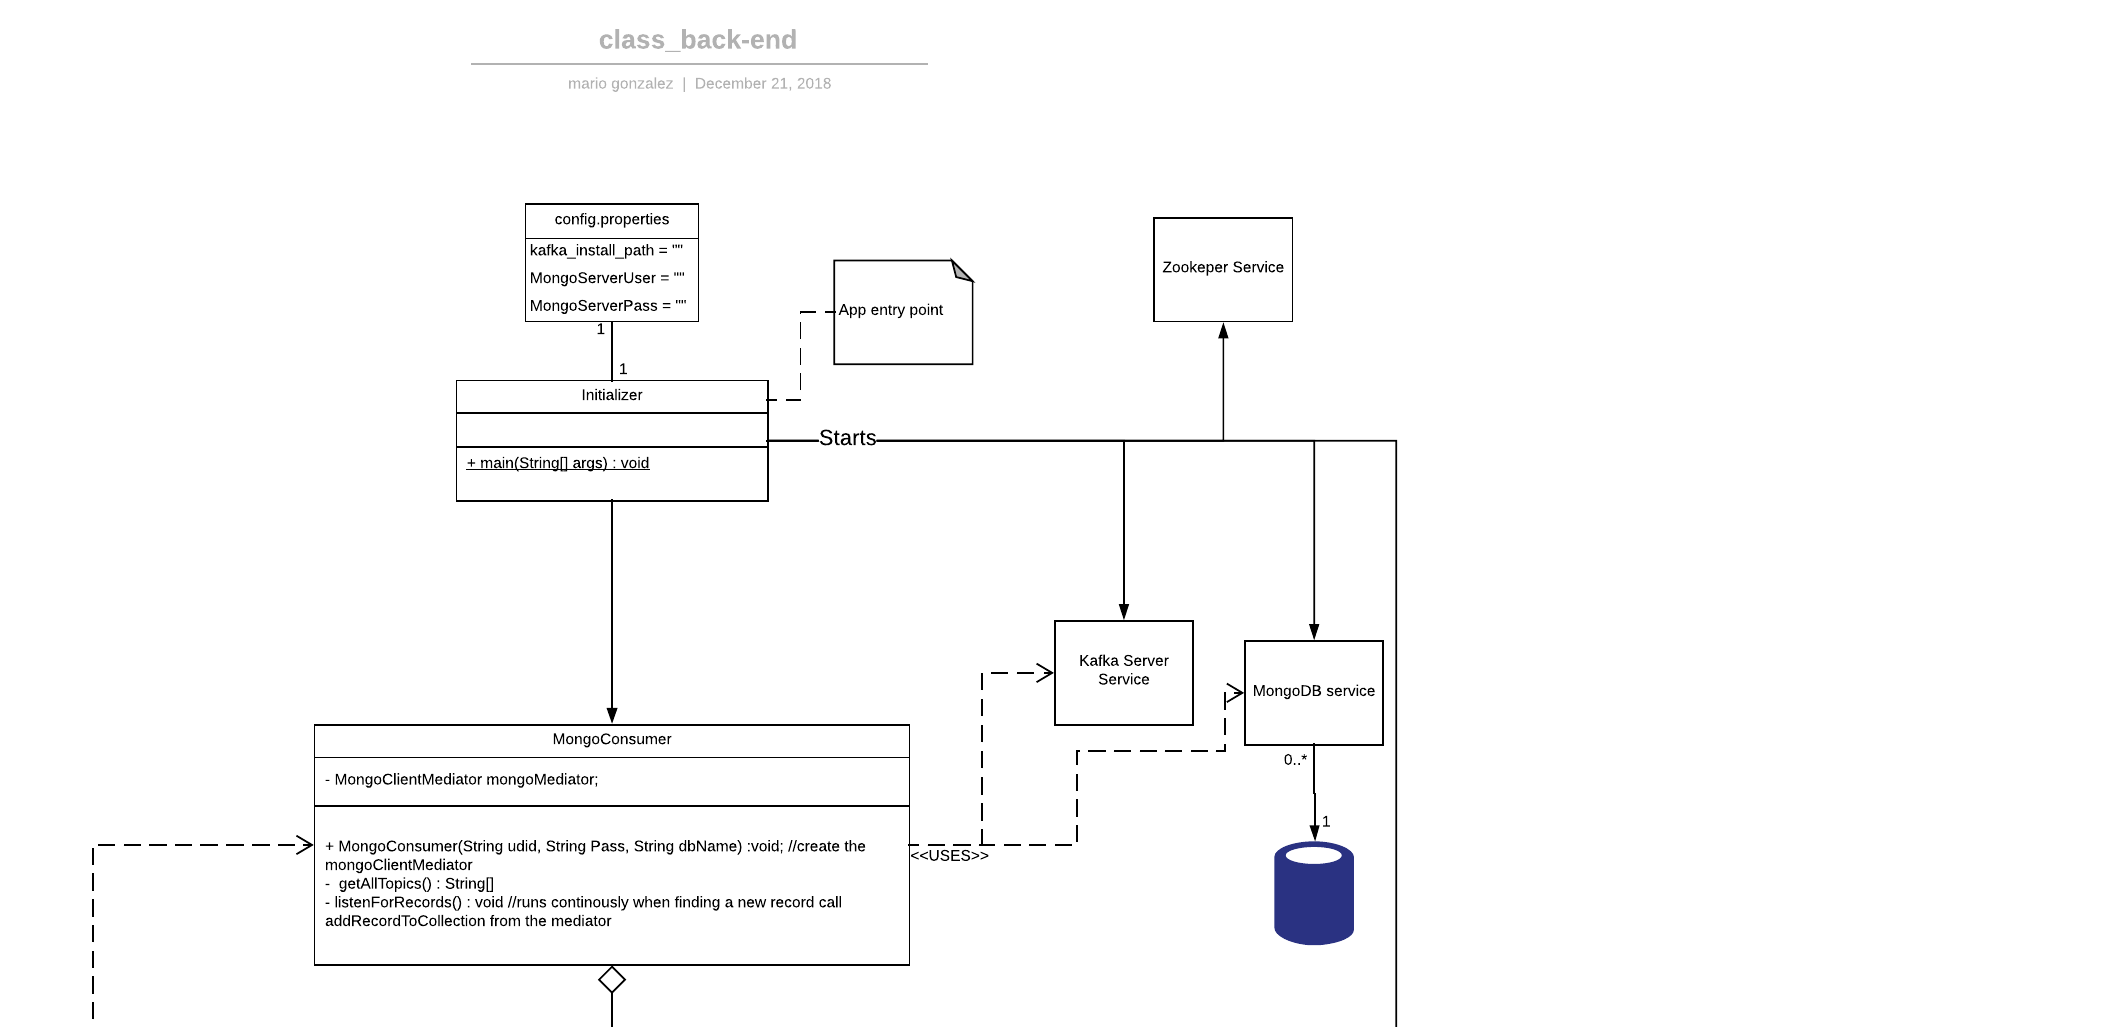 class_back-end
mario gonzalez | December 21, 2018
config.properties
kafka_install_path = ""
MongoServerUser = ""
MongoServerPass = ""
1
1
App entry point
Zookeper Service
Initializer
+ main(String[] args) : void
Starts
Kafka Server
Service
MongoDB service
0..*
1
MongoConsumer
- MongoClientMediator mongoMediator;
+ MongoConsumer(String udid, String Pass, String dbName) :void; //create the
mongoClientMediator
-  getAllTopics() : String[]
- listenForRecords() : void //runs continously when finding a new record call
addRecordToCollection from the mediator
<<USES>>